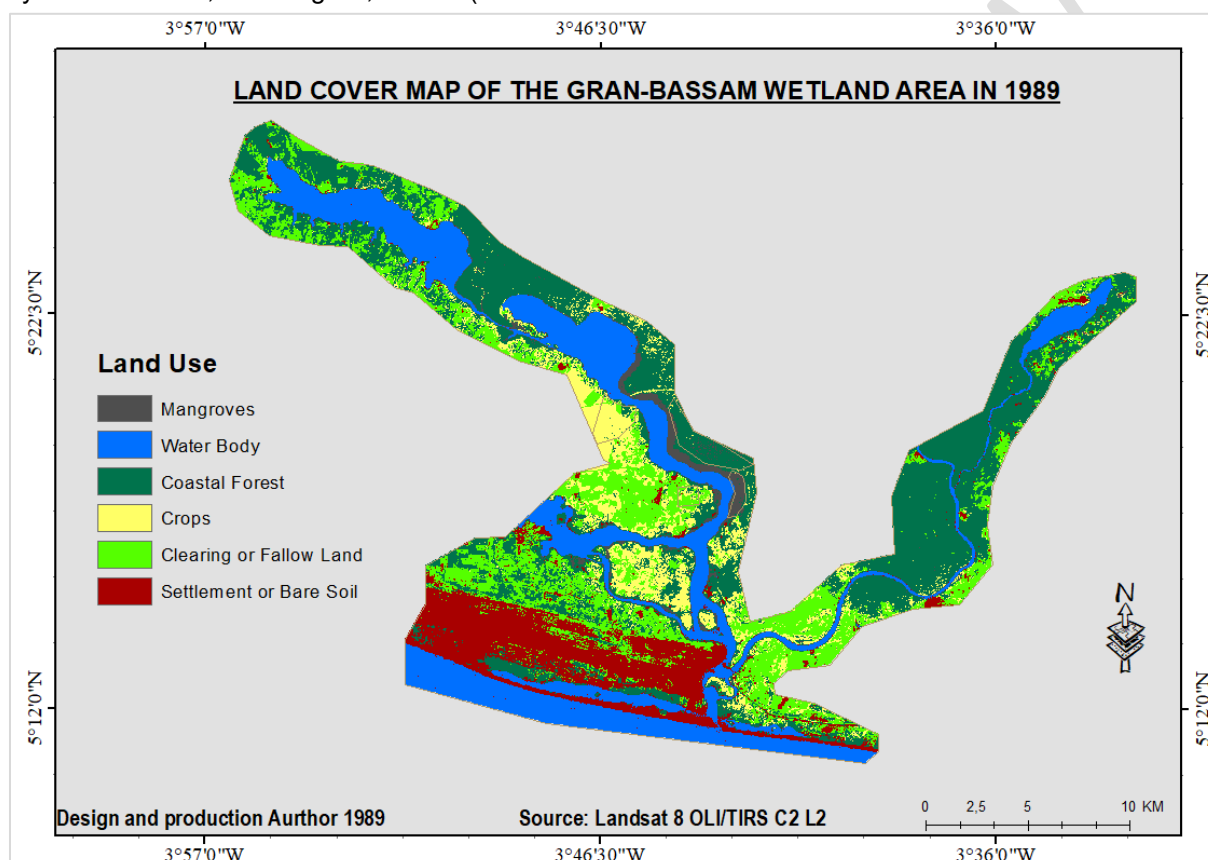 3°57'0"W 3°46'30"W 3°36'0"W
LAND COVER MAP OF THE GRAN-BASSAM WETLAND AREA IN 1989
5°22'30"N 5°22'30"N
Land Use
Mangroves
Water Body
Coastal Forest
Crops
Clearing or Fallow Land
Settlement or Bare Soil
N
5°12'0"N 5°12'0"N
0 2,5 5 10 KM
Design and production Aurthor 1989 Source: Landsat 8 OLI/TIRS C2 L2
3°57'0"W 3°46'30"W 3°36'0"W